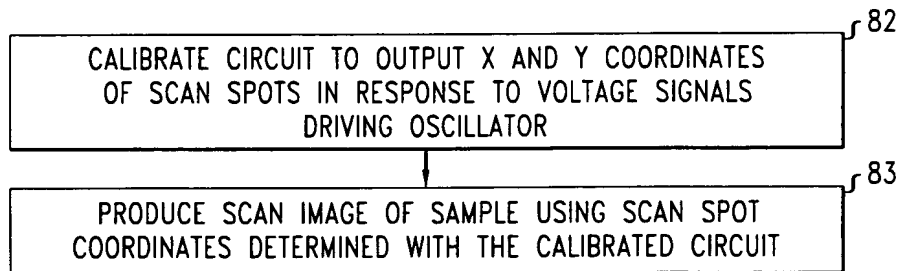 82
CALIBRATE CIRCUIT TO OUTPUT X AND Y COORDINATES
OF SCAN SPOTS IN RESPONSE TO VOLTAGE SIGNALS
DRIVING OSCILLATOR
83
PRODUCE SCAN IMAGE OF SAMPLE USING SCAN SPOT
COORDINATES DETERMINED WITH THE CALIBRATED CIRCUIT